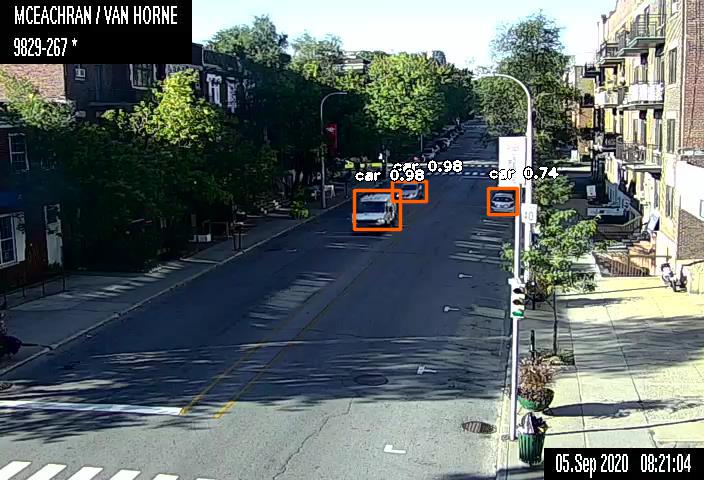 MCEACHRAN / VAN HORNE
9829-267 *
car 0.98
car 0.98
car 0.74
40
05.Sep 2020 08:21:04